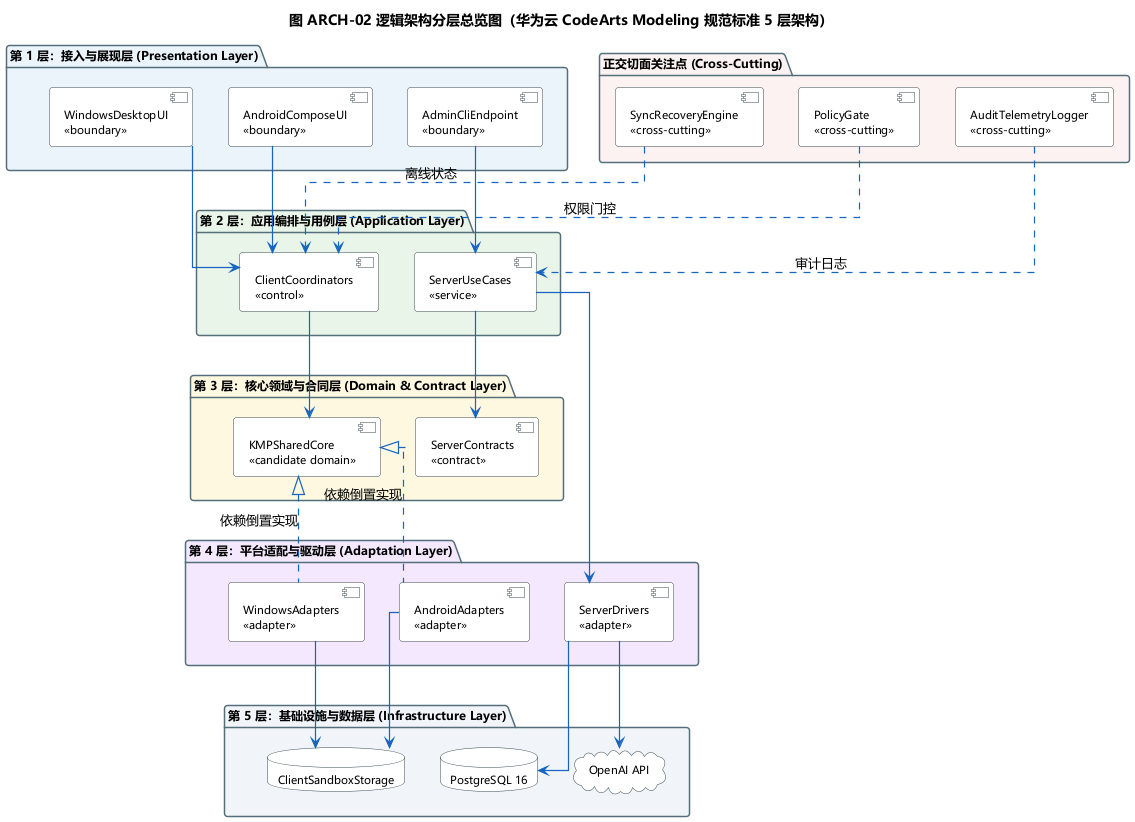 图 ARCH-02 逻辑架构分层总览图（华为云 CodeArts Modeling 规范标准 5 层架构）
第 1 层：接入与展现层 (Presentation Layer)
WindowsDesktopUI
«boundary»
AndroidComposeUI
«boundary»
AdminCliEndpoint
«boundary»
正交切面关注点 (Cross-Cutting)
SyncRecoveryEngine
«cross-cutting»
PolicyGate
«cross-cutting»
AuditTelemetryLogger
«cross-cutting»
离线状态
权限门控
审计日志
第 2 层：应用编排与用例层 (Application Layer)
ClientCoordinators
«control»
ServerUseCases
«service»
第 3 层：核心领域与合同层 (Domain & Contract Layer)
KMPSharedCore
«candidate domain»
ServerContracts
«contract»
依赖倒置实现
依赖倒置实现
第 4 层：平台适配与驱动层 (Adaptation Layer)
WindowsAdapters
«adapter»
AndroidAdapters
«adapter»
ServerDrivers
«adapter»
第 5 层：基础设施与数据层 (Infrastructure Layer)
ClientSandboxStorage
PostgreSQL 16
OpenAI API